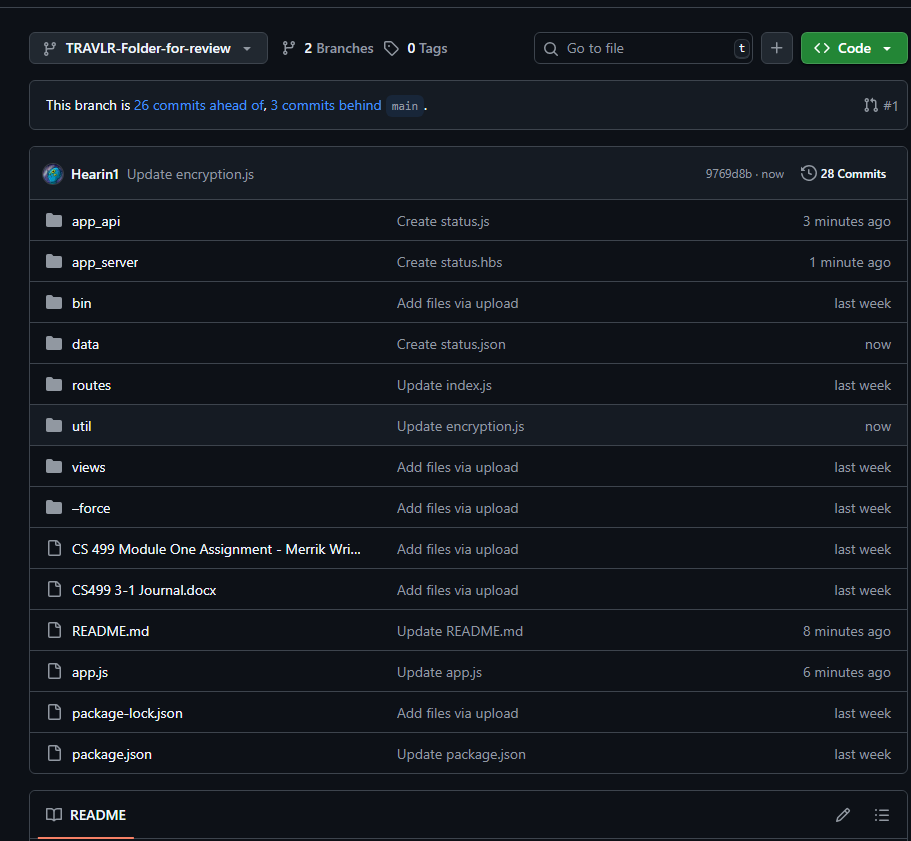 TRAVLR-Folder-for-review 2 Branches 0 Tags Go to file t + <> Code
This branch is 26 commits ahead of, 3 commits behind main . #1
Hearin1 Update encryption.js 9769d8b · now 28 Commits
app_api Create status.js 3 minutes ago
app_server Create status.hbs 1 minute ago
bin Add files via upload last week
data Create status.json now
routes Update index.js last week
util Update encryption.js now
views Add files via upload last week
–force Add files via upload last week
CS 499 Module One Assignment - Merrik Wri... Add files via upload last week
CS499 3-1 Journal.docx Add files via upload last week
README.md Update README.md 8 minutes ago
app.js Update app.js 6 minutes ago
package-lock.json Add files via upload last week
package.json Update package.json last week
README